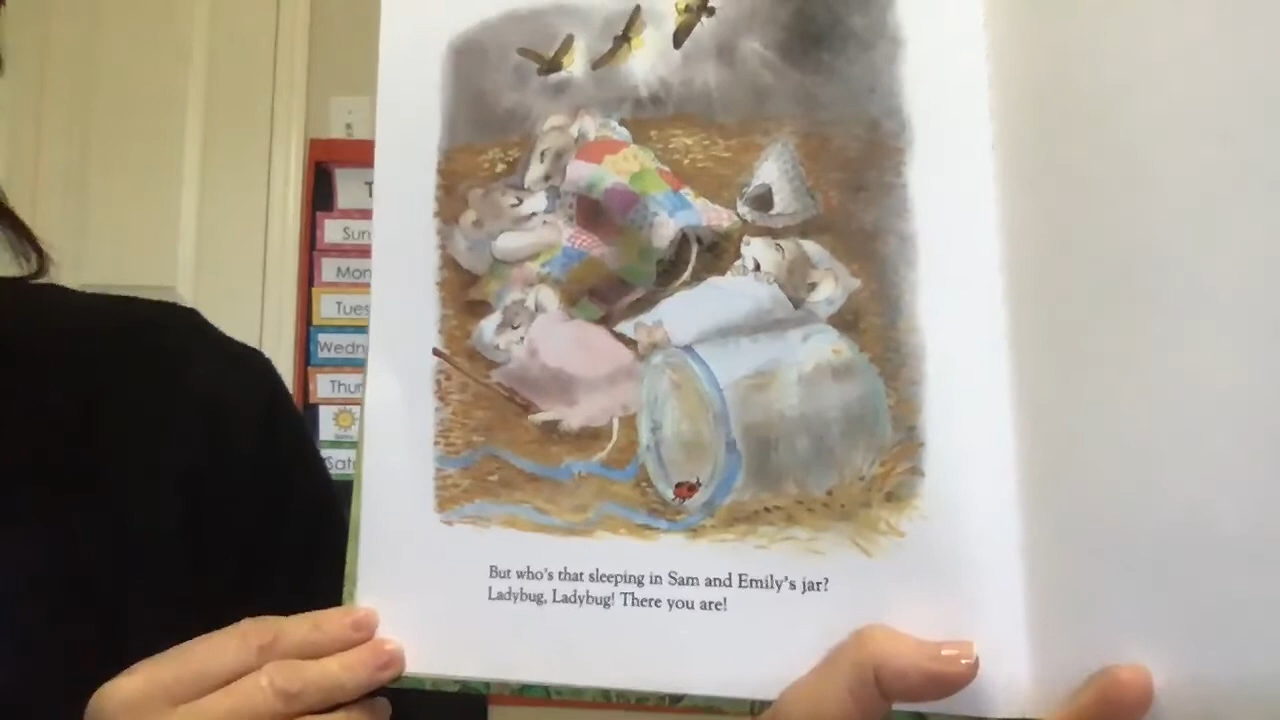 T
Sun
Mon
Tues
Wedn
Thur
Satu
But who's that sleeping in Sam and Emily's jar?
Ladybug, Ladybug! There you are!